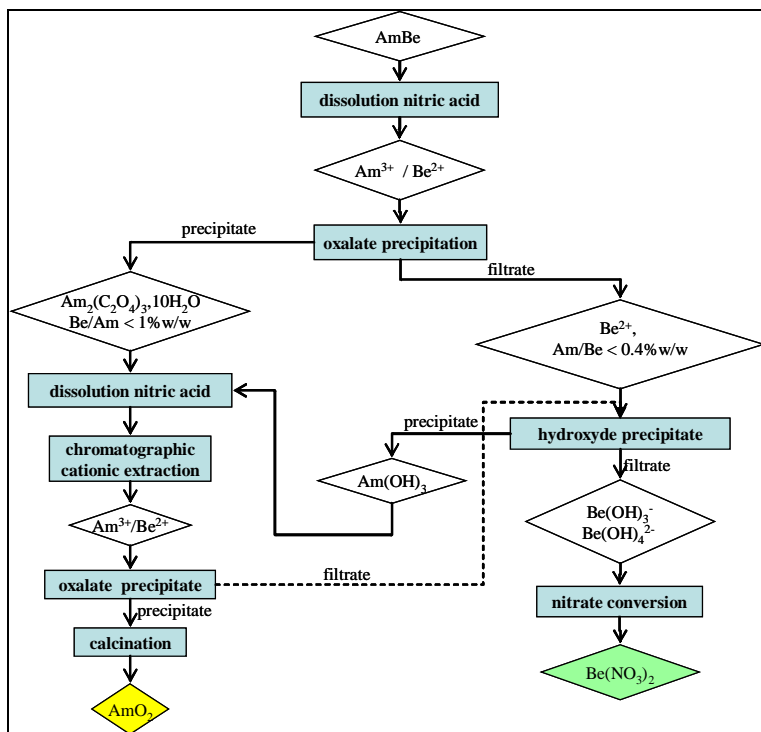 AmBe
dissolution nitric acid
Am³⁺ / Be²⁺
precipitate
oxalate precipitation
filtrate
Am₂(C₂O₄)₃,10H₂O
Be/Am < 1% w/w
Be²⁺,
Am/Be < 0.4% w/w
dissolution nitric acid
precipitate
hydroxyde precipitate
chromatographic
cationic extraction
filtrate
Am(OH)₃
Am³⁺/Be²⁺
Be(OH)₃⁻
Be(OH)₄²⁻
oxalate precipitate
filtrate
nitrate conversion
precipitate
calcination
Be(NO₃)₂
AmO₂